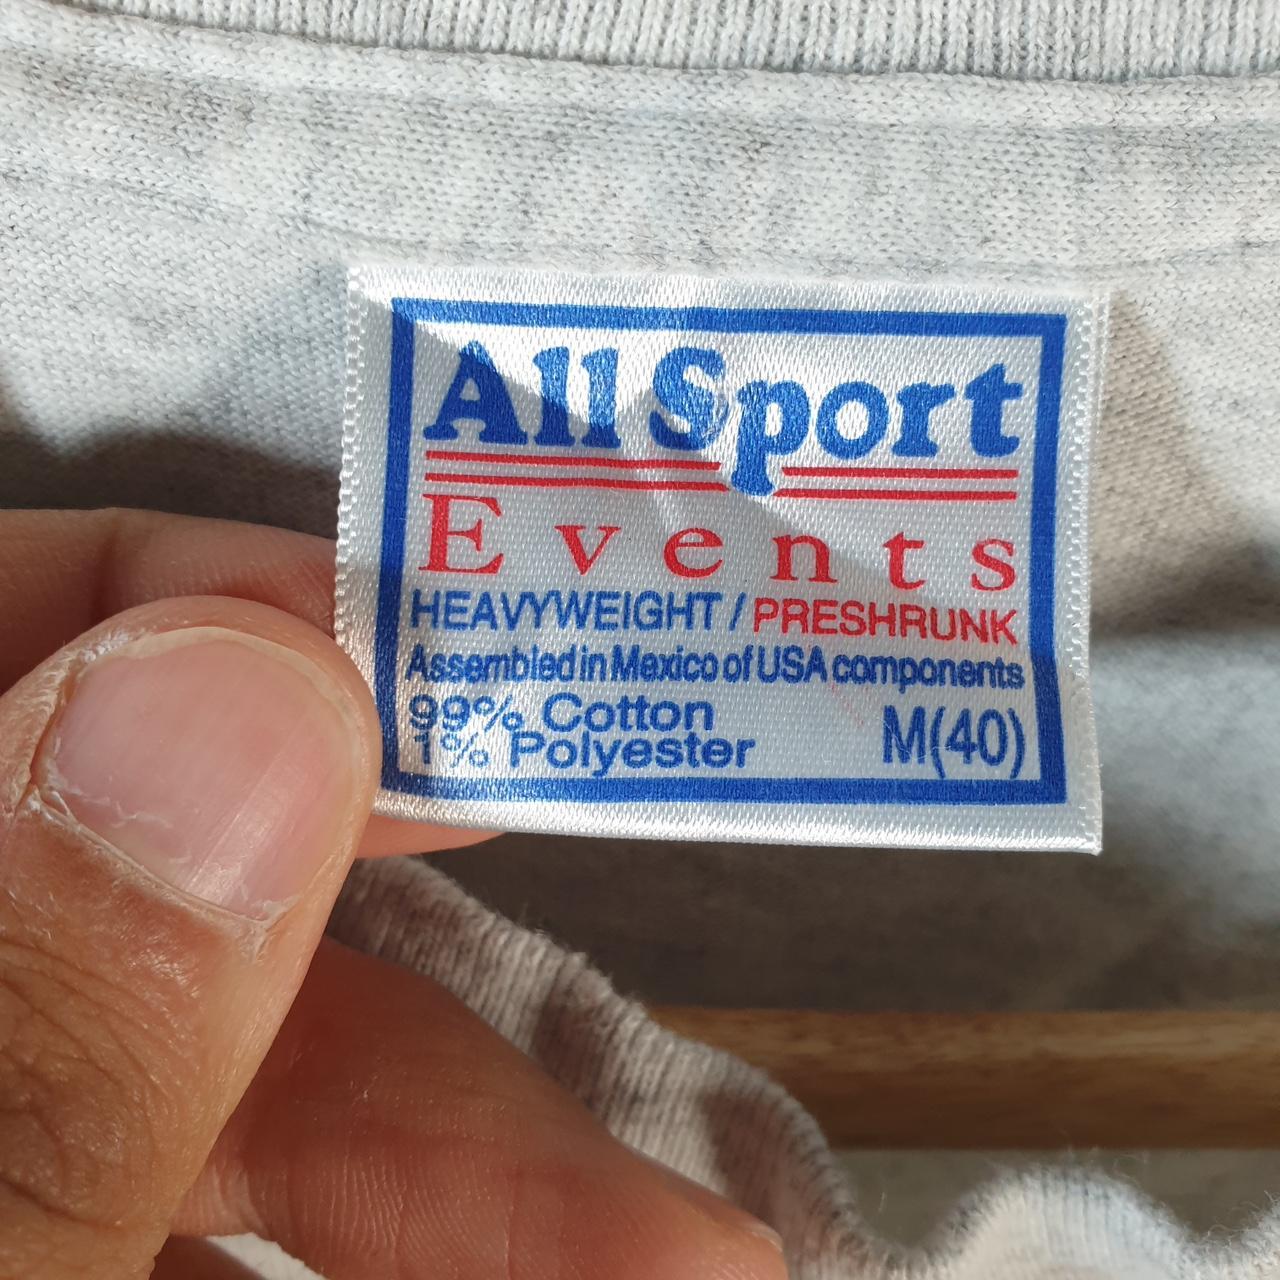 All Sport
Events
HEAVYWEIGHT / PRESHRUNK
Assembled in Mexico of USA components
99% Cotton
1% Polyester M(40)